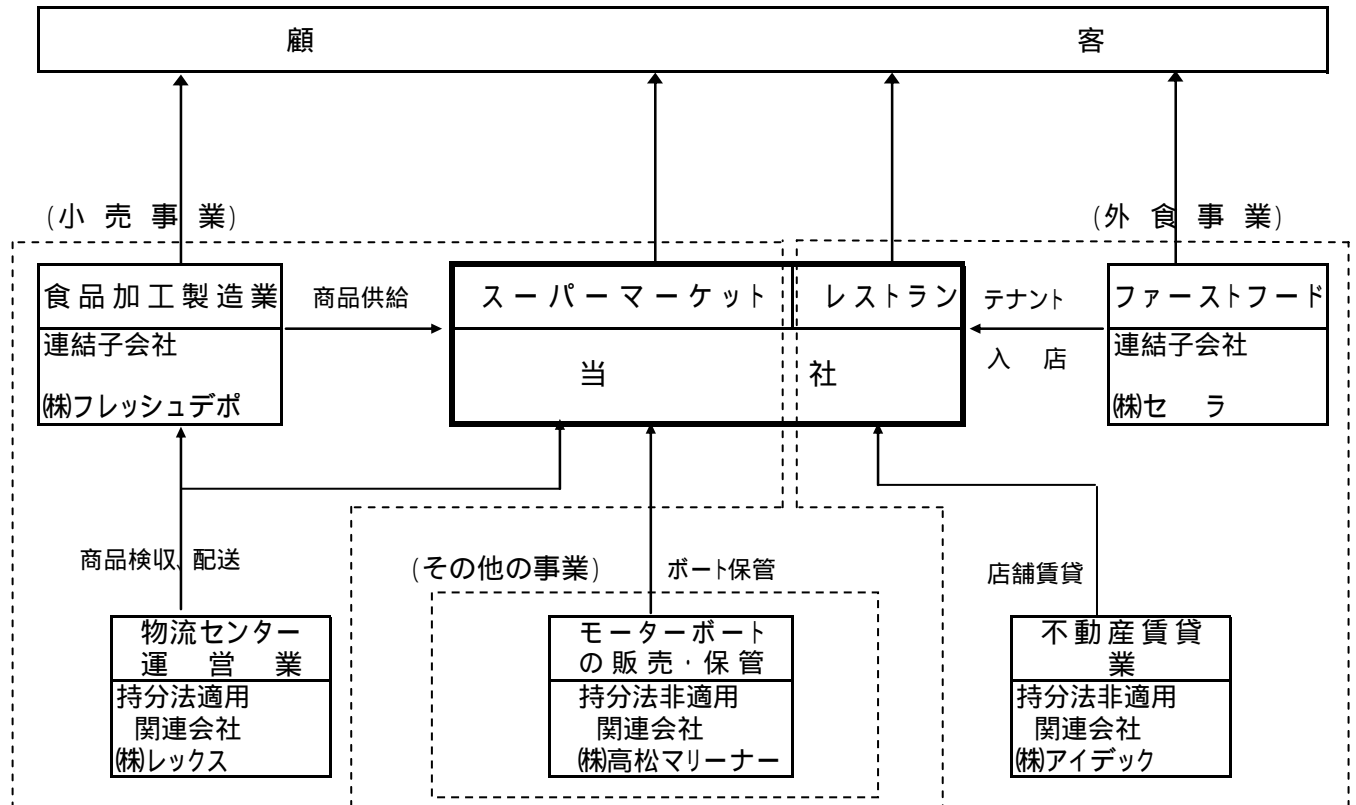 顧　客
(小 売 事 業)
(外 食 事 業)
食品加工製造業
連結子会社
㈱フレッシュデポ
商品供給
スーパーマーケット
レストラン
当　社
テナント
入　店
ファーストフード
連結子会社
㈱セ　ラ
商品検収、配送
(その他の事業)
ボート保管
店舗賃貸
物流センター
運　営　業
持分法適用
関連会社
㈱レックス
モーターボート
の販売・保管
持分法非適用
関連会社
㈱高松マリーナー
不動産賃貸
業
持分法非適用
関連会社
㈱アイデック